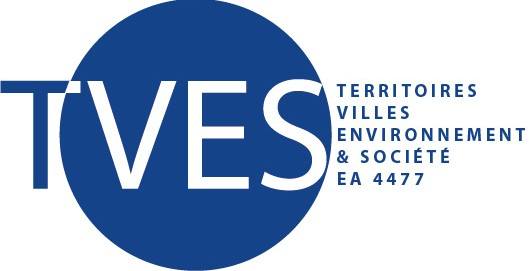 TVES
TERRITOIRES
VILLES
ENVIRONNEMENT
& SOCIÉTÉ
EA 4477